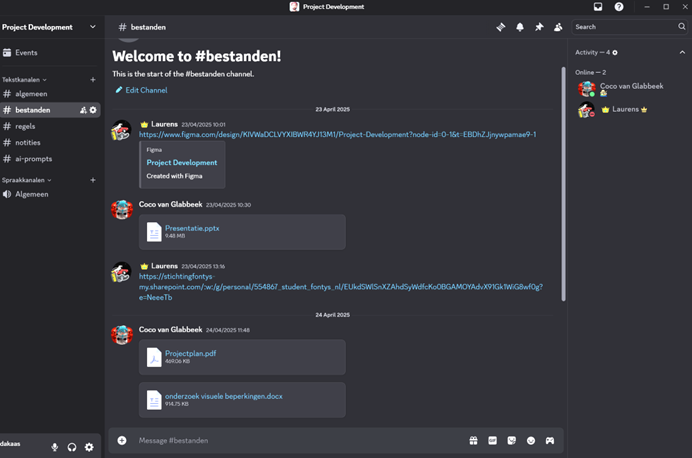 Project Development
Project Development
Events
Tekstkanalen
algemeen
bestanden
regels
notities
ai-prompts
Spraakkanalen
Algemeen
dakaas
# bestanden
Search
Welcome to #bestanden!
This is the start of the #bestanden channel.
Edit Channel
23 April 2025
Laurens 23/04/2025 10:01
https://www.figma.com/design/KIVWaDCLVYXIBWR4YJ13M1/Project-Development?node-id=0-1&t=EBDhZJjnywpamae9-1
Figma
Project Development
Created with Figma
Coco van Glabbeek 23/04/2025 10:30
Presentatie.pptx
9.48 MB
Laurens 23/04/2025 13:16
https://stichtingfontys-
my.sharepoint.com/:w:/g/personal/554867_student_fontys_nl/EUkdSWlSnXZAhdSyWdfcKo0BGAMOYAdvX91Gk1WiG8wf0g?
e=NeeeTb
24 April 2025
Coco van Glabbeek 24/04/2025 11:48
Projectplan.pdf
469.06 KB
onderzoek visuele beperkingen.docx
914.75 KB
Message #bestanden
GIF
Activity — 4
Online — 2
Coco van Glabbeek
Laurens